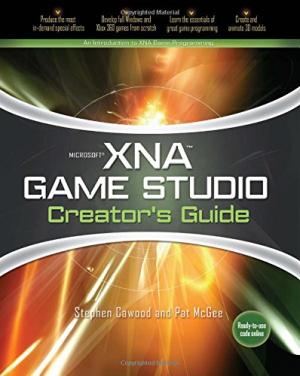 Produce the most
in-demand special effects
Develop full Windows and
Xbox 360 games from scratch
Learn the essentials of
great game programming
Create and
animate 3D models
An Introduction to XNA Game Programming
MICROSOFT® XNA™
GAME STUDIO
Creator's Guide
Stephen Cawood and Pat McGee
Ready-to-use
code online